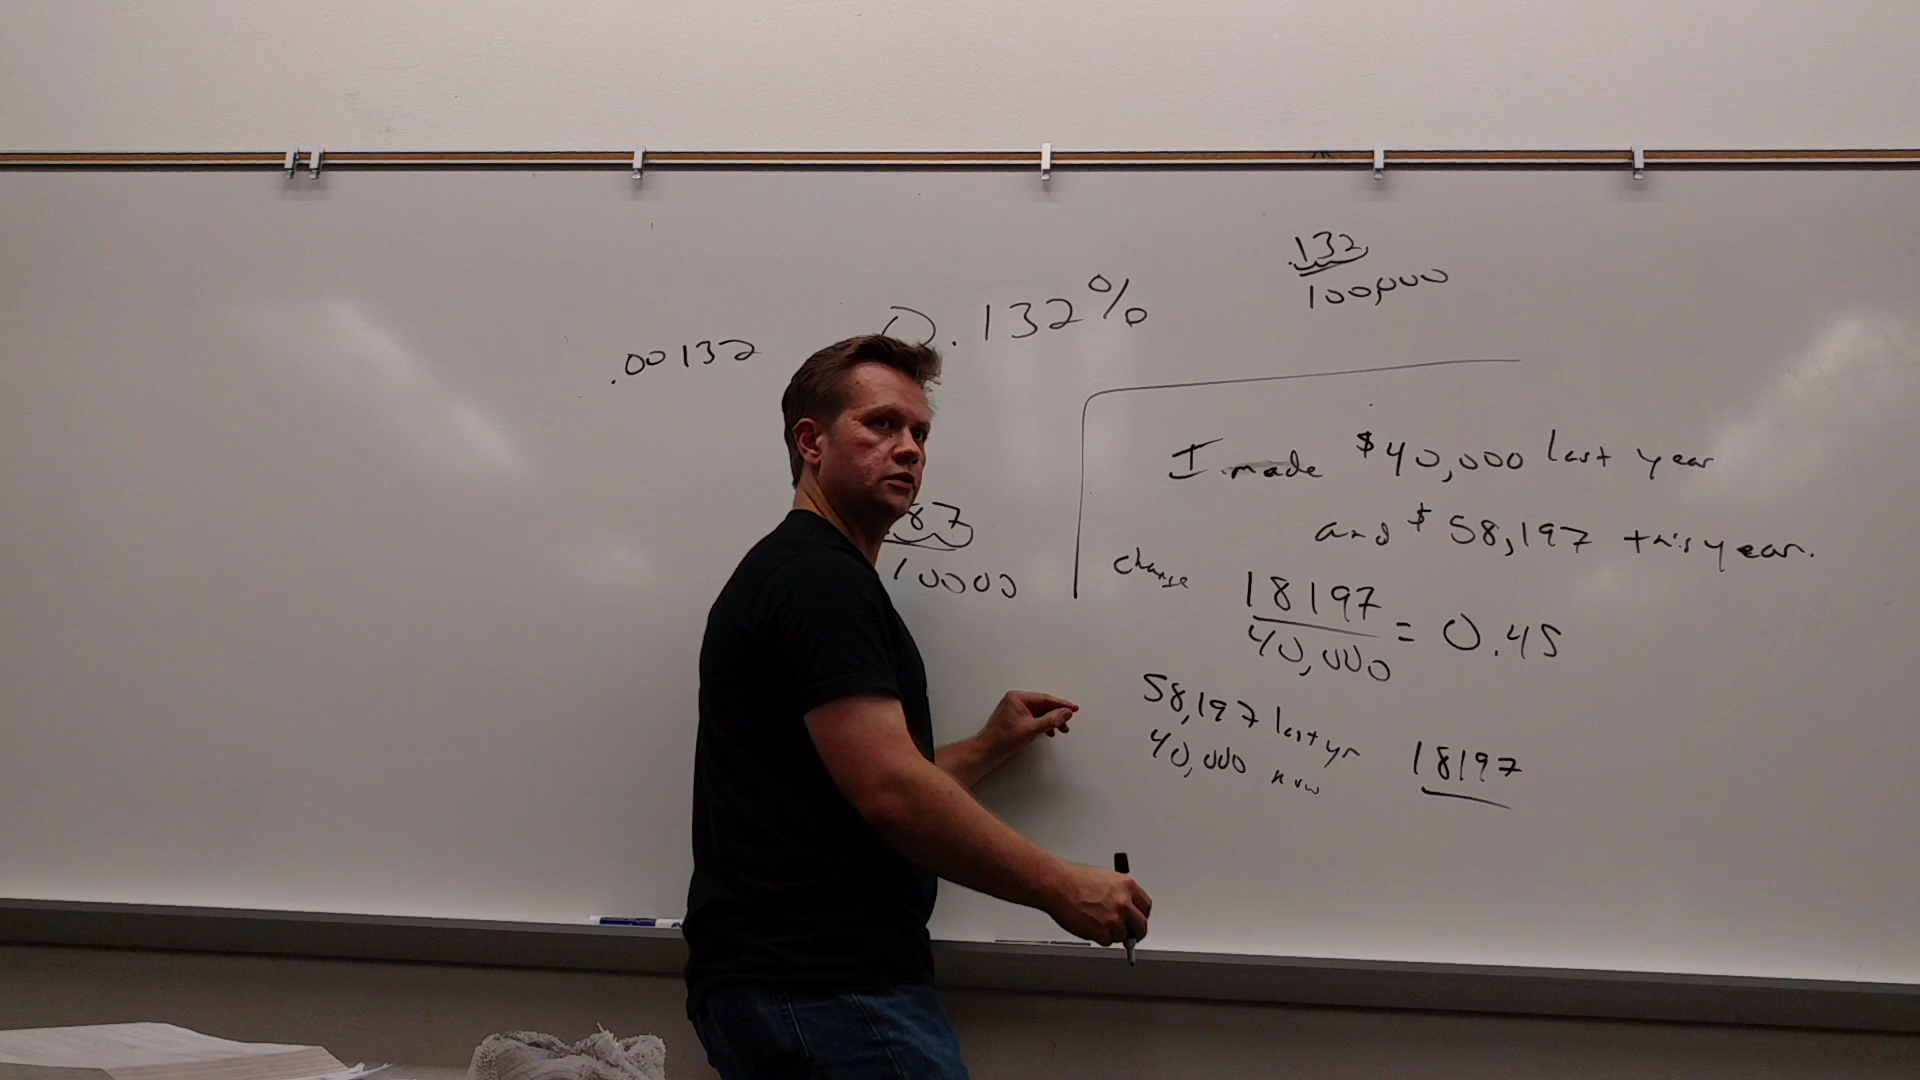 .132
100,000
0.132%
.00132
I made $40,000 last year
and $58,197 this year.
87
10000
change
18197
40,000
= 0.45
58,197 last yr
40,000 now
18197